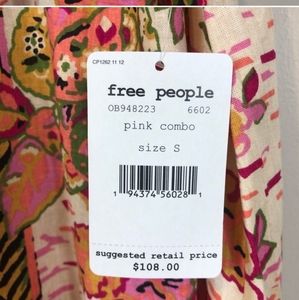 CP1262 11.12
free people
OB948223 6602
pink combo
size S
1 94374 56028 1
suggested retail price
$108.00